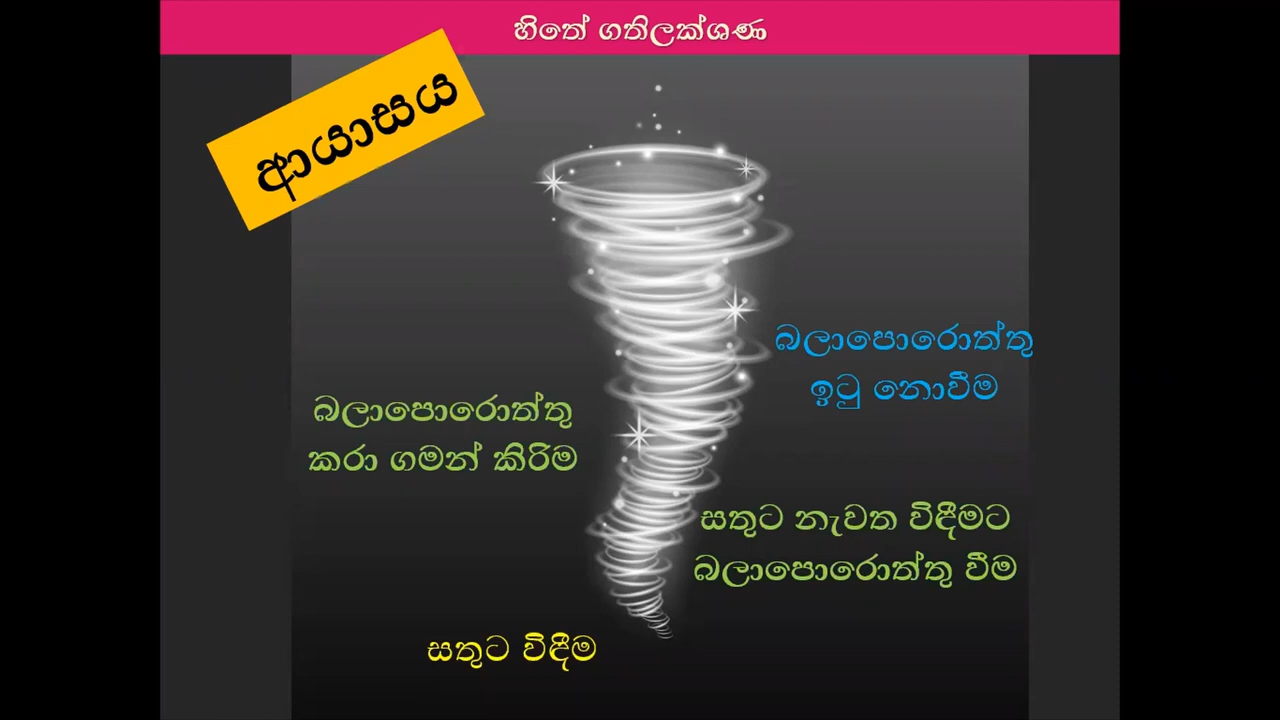 හිතේ ගතිලක්ශණ
ආයාසය
බලාපොරොත්තු
ඉටු නොවීම
බලාපොරොත්තු
කරා ගමන් කිරිම
සතුට නැවත විඳීමට
බලාපොරොත්තු වීම
සතුට විඳීම